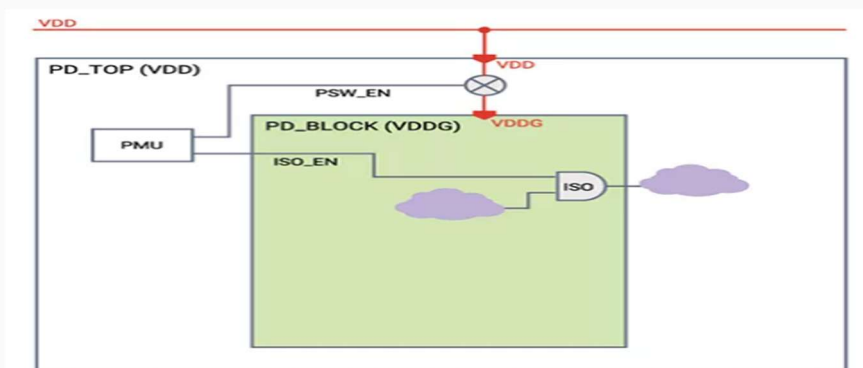 VDD
PD_TOP (VDD)
VDD
PSW_EN
PD_BLOCK (VDDG)
VDDG
PMU
ISO_EN
ISO